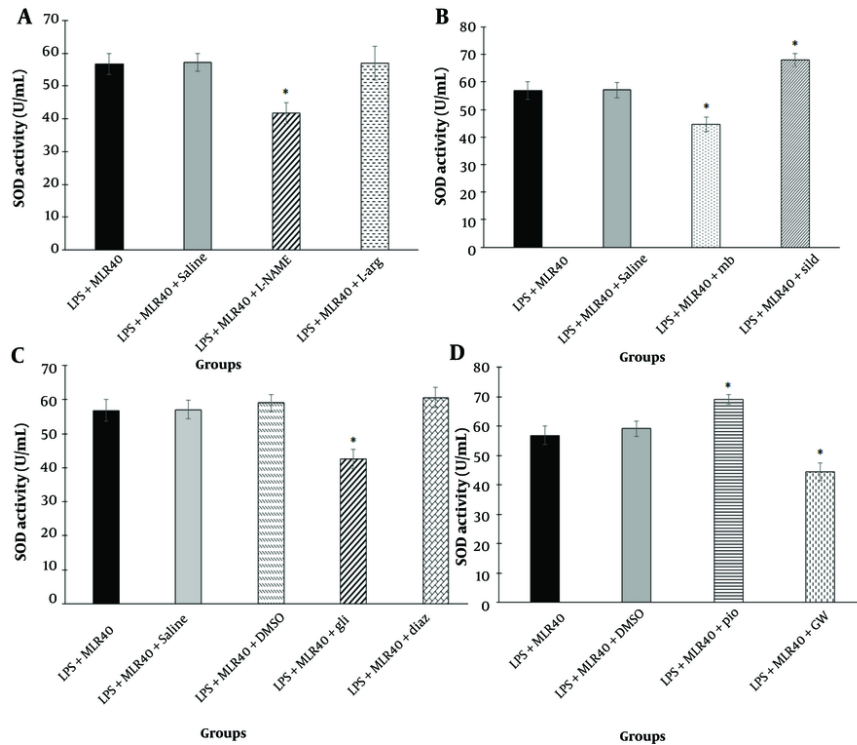 A
SOD activity (U/mL)
70
60
50
40
30
20
10
0
*
LPS + MLR40
LPS + MLR40 + Saline
LPS + MLR40 + L-NAME
LPS + MLR40 + L-arg
Groups
B
SOD activity (U/mL)
80
70
60
50
40
30
20
10
0
*
*
LPS + MLR40
LPS + MLR40 + Saline
LPS + MLR40 + mb
LPS + MLR40 + sild
Groups
C
SOD activity (U/mL)
70
60
50
40
30
20
10
0
*
LPS + MLR40
LPS + MLR40 + Saline
LPS + MLR40 + DMSO
LPS + MLR40 + gli
LPS + MLR40 + diaz
Groups
D
SOD activity (U/mL)
80
70
60
50
40
30
20
10
0
*
*
LPS + MLR40
LPS + MLR40 + DMSO
LPS + MLR40 + pio
LPS + MLR40 + GW
Groups